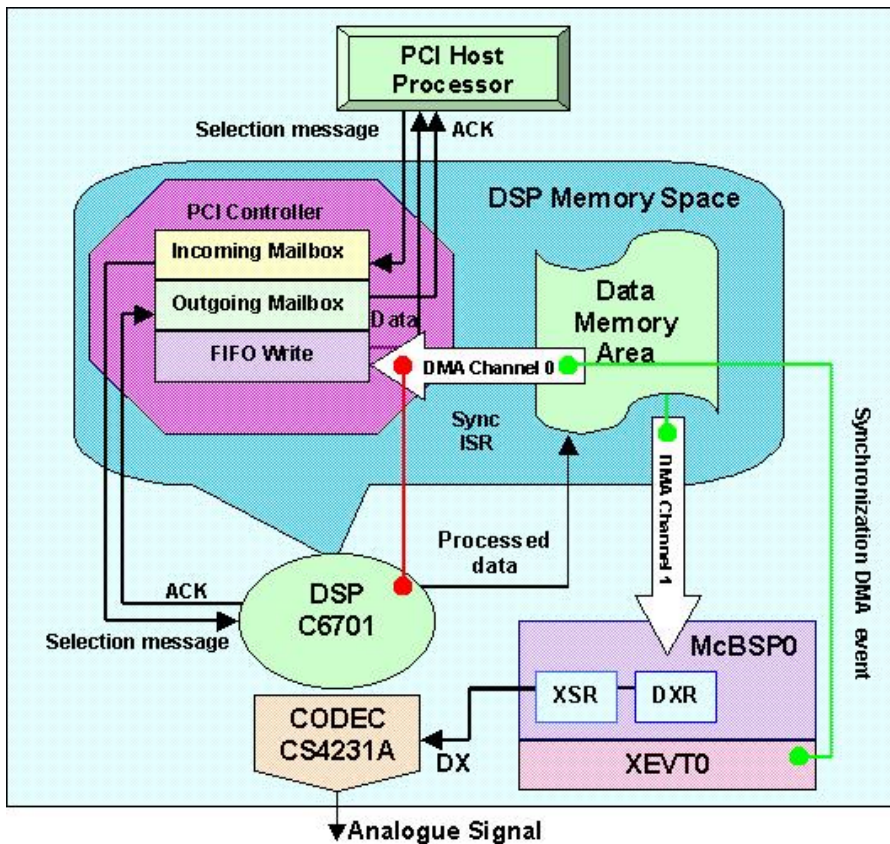 PCI Host
Processor
Selection message
ACK
DSP Memory Space
PCI Controller
Incoming Mailbox
Outgoing Mailbox
Data
FIFO Write
Data
Memory
Area
DMA Channel 0
Sync
ISR
DMA Channel 1
Synchronization DMA event
Processed
data
ACK
DSP
C6701
Selection message
McBSP0
XSR
DXR
CODEC
CS4231A
DX
XEVT0
Analogue Signal